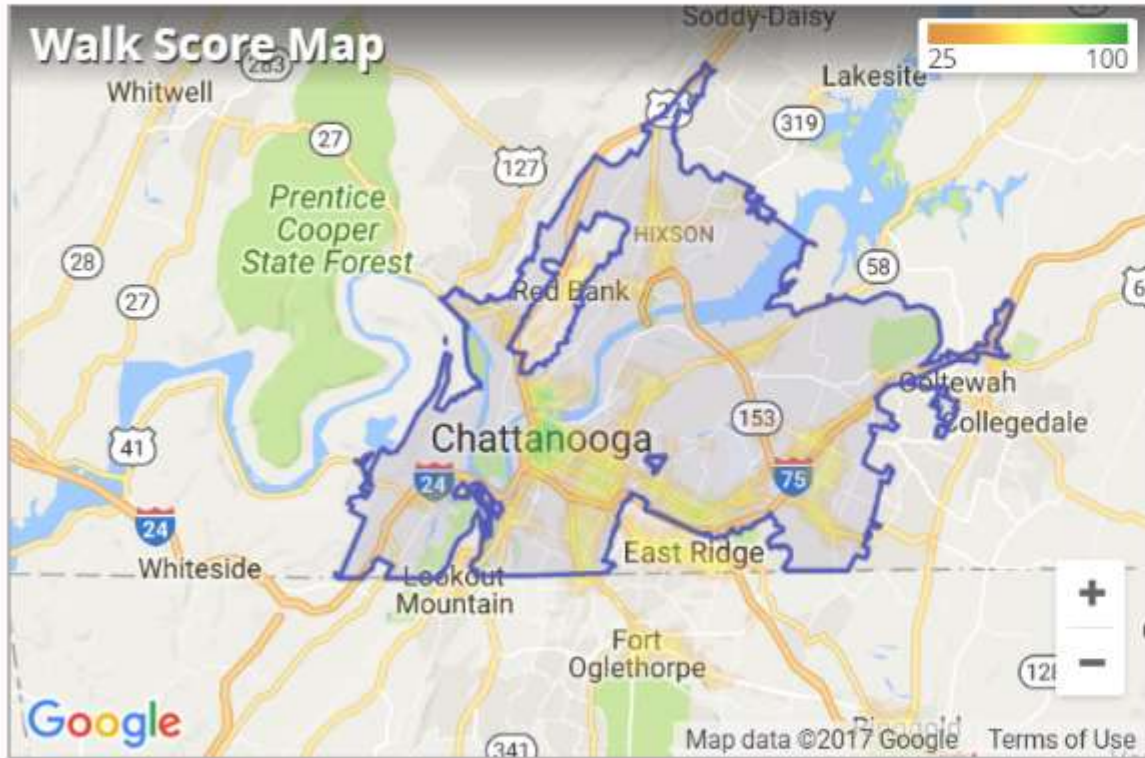 Walk Score Map
25 100
Soddy-Daisy
Lakesite
283
Whitwell
27
319
27
127
Prentice
Cooper
State Forest
HIXSON
28
58
27
Red Bank
Ooltewah
Collegedale
41
Chattanooga
153
24
75
24
Whiteside
East Ridge
Lookout
Mountain
+
Fort
Oglethorpe
−
Google
341
Map data ©2017 Google Terms of Use